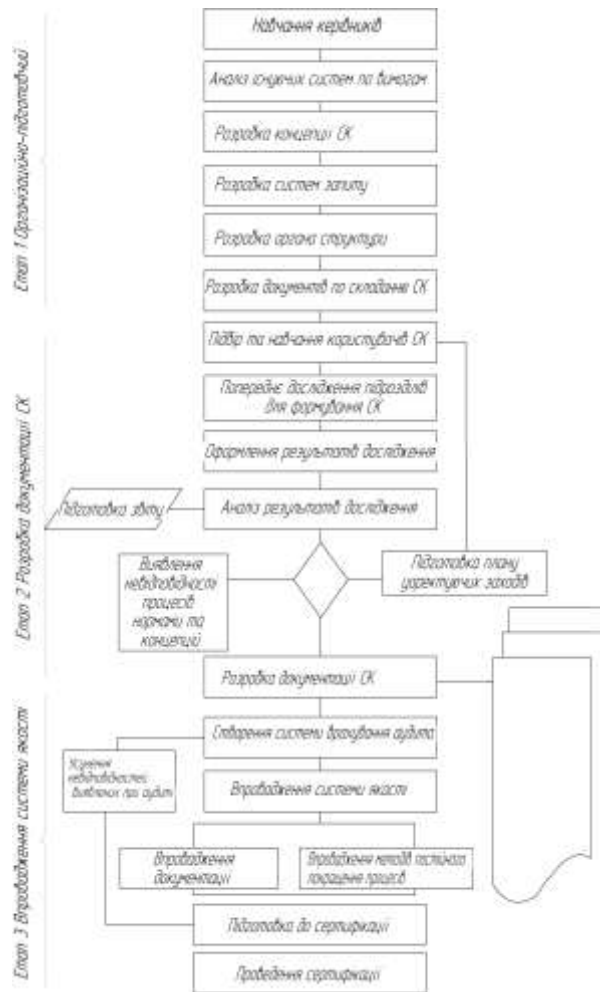 Навчання керівників
Аналіз існуючих систем по вимогам
Розробка концепції СК
Розробка систем запиту
Розробка органа структури
Розробка документів по складанню СК
Підбір та навчання користувачів СК
Попереднє дослідження підрозділів
для формування СК
Оформлення результатів дослідження
Підготовка звіту
Аналіз результатів дослідження
Виявлення
невідповідності
процесів
нормами та
концепцій
Підготовка плану
уоректуючих заходів
Розробка документації СК
Створення системи врахування аудита
Усунення
невідповідностей
Виявлених при аудиті
Впровадження системи якості
Впровадження
документації
Впровадження методів постійного
покращення процесів
Підготовка до сертифікації
Проведення сертифікації
Етап 1 Організаційно-підготовчий
Етап 2 Розробка документації СК
Етап 3 Впровадження системи якості